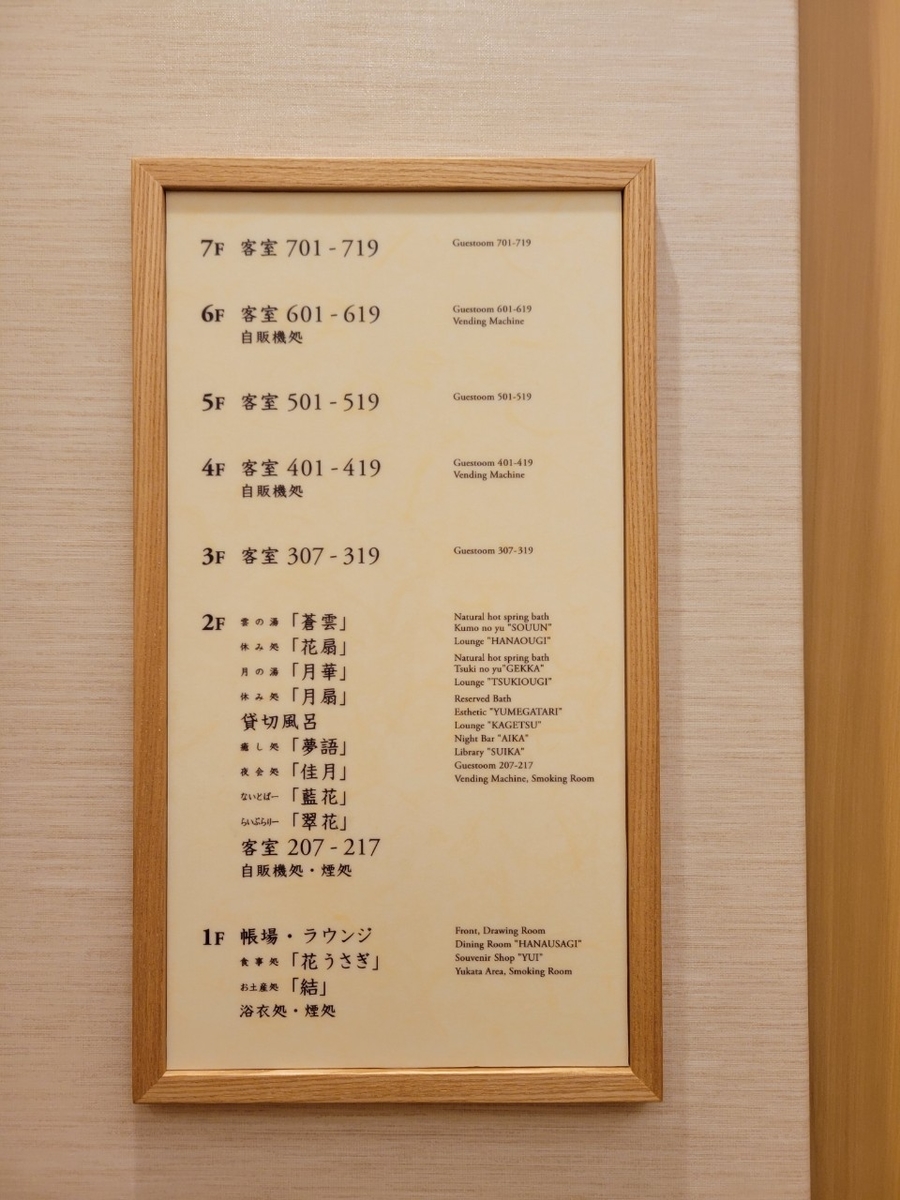 7F 客室 701 - 719
Guestoom 701-719
6F 客室 601 - 619
自販機処
Guestoom 601-619
Vending Machine
5F 客室 501 - 519
Guestoom 501-519
4F 客室 401 - 419
自販機処
Guestoom 401-419
Vending Machine
3F 客室 307 - 319
Guestoom 307-319
2F 雲の湯「蒼雲」
休み処「花扇」
月の湯「月華」
休み処「月扇」
貸切風呂
癒し処「夢語」
夜会処「佳月」
ないとばー「藍花」
らいぶらりー「翠花」
客室 207 - 217
自販機処・煙処
Natural hot spring bath
Kumo no yu "SOUUN"
Lounge "HANAOUGI"
Natural hot spring bath
Tsuki no yu"GEKKA"
Lounge "TSUKIOUGI"
Reserved Bath
Esthetic "YUMEGATARI"
Lounge "KAGETSU"
Night Bar "AIKA"
Library "SUIKA"
Guestoom 207-217
Vending Machine, Smoking Room
1F 帳場・ラウンジ
食事処「花うさぎ」
お土産処「結」
浴衣処・煙処
Front, Drawing Room
Dining Room "HANAUSAGI"
Souvenir Shop "YUI"
Yukata Area, Smoking Room